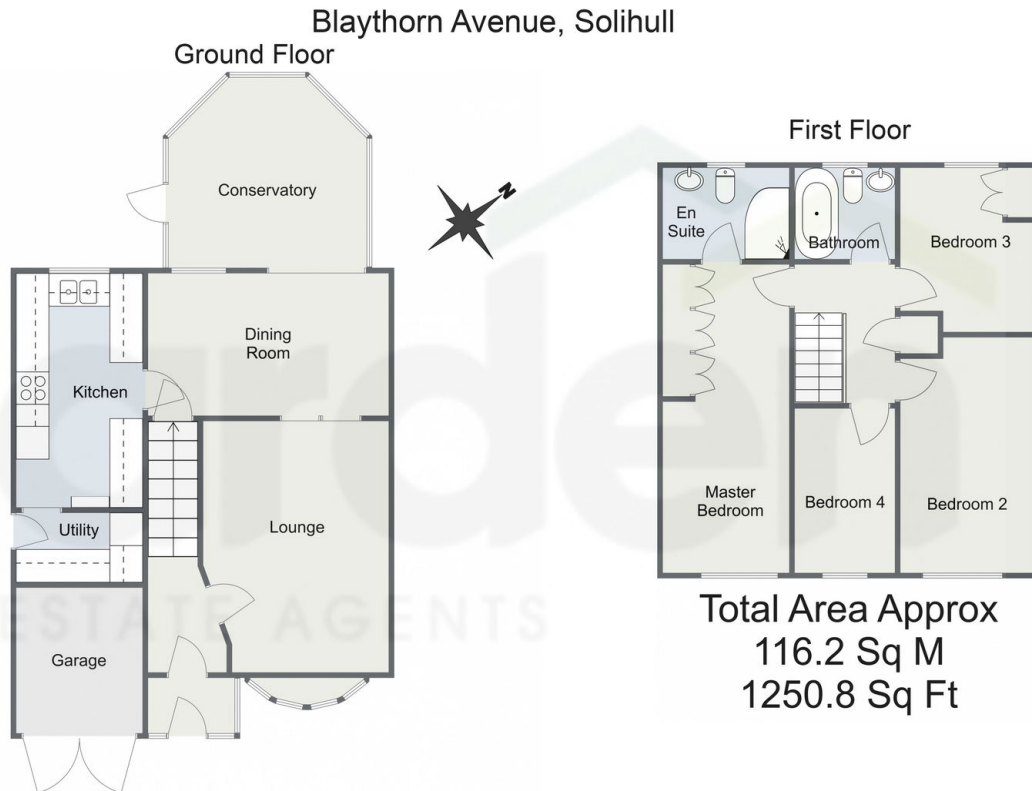 Blaythorn Avenue, Solihull
Ground Floor
Conservatory
N
Dining
Room
Kitchen
Utility
Lounge
Garage
First Floor
En
Suite
Bathroom
Bedroom 3
Master
Bedroom
Bedroom 4
Bedroom 2
arden
ESTATE AGENTS
Total Area Approx
116.2 Sq M
1250.8 Sq Ft